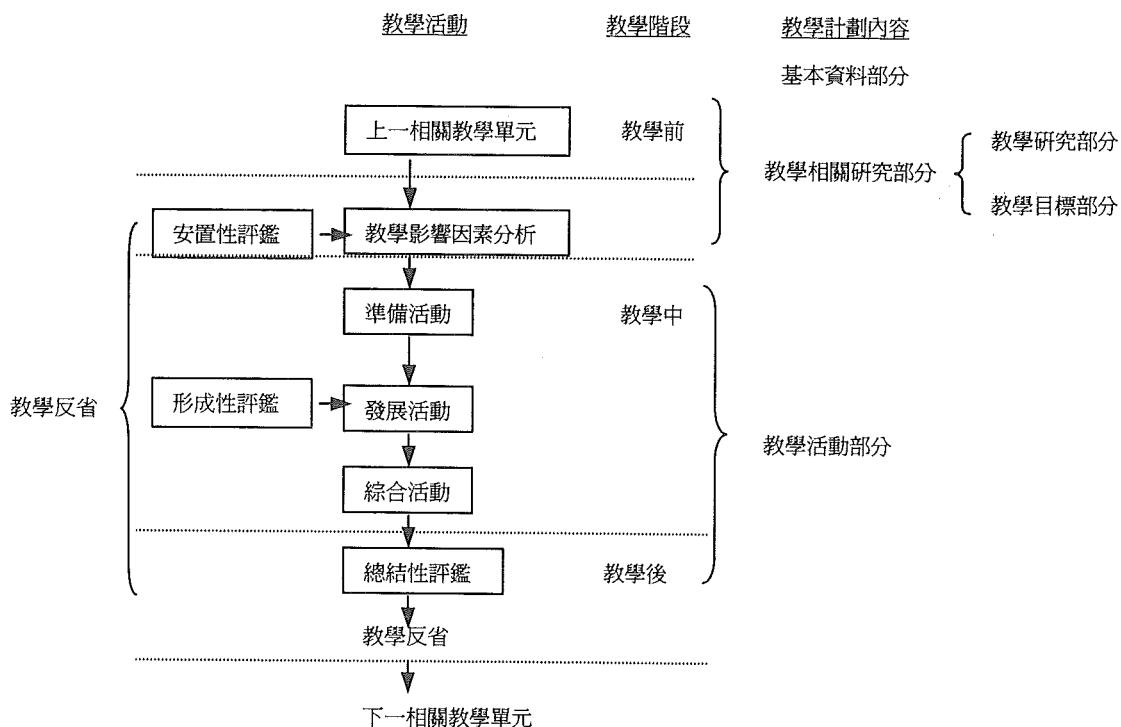 教學活動
教學階段
教學計劃內容
基本資料部分
上一相關教學單元
教學前
教學研究部分
教學相關研究部分
教學目標部分
安置性評鑑
教學影響因素分析
準備活動
教學中
教學反省
形成性評鑑
發展活動
教學活動部分
綜合活動
總結性評鑑
教學後
教學反省
下一相關教學單元